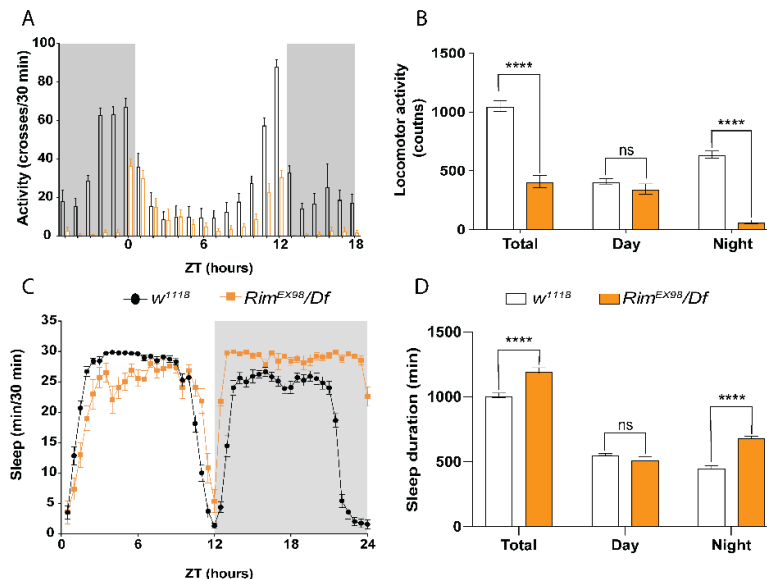 A
Activity (crosses/30 min)
100
80
60
40
20
0
0
6
12
18
ZT (hours)
B
Locomotor activity
(coutns)
1500
1000
500
0
****
ns
****
Total
Day
Night
w1118
RimEX98/Df
C
Sleep (min/30 min)
35
30
25
20
15
10
5
0
0
6
12
24
ZT (hours)
w1118
RimEX98/Df
D
Sleep duration (min)
1500
1000
500
0
****
ns
****
Total
Day
Night